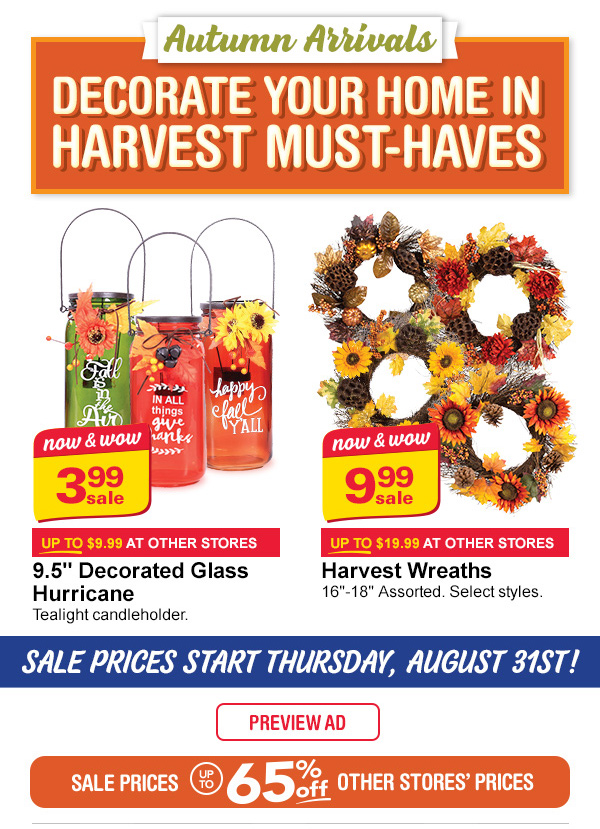 Autumn Arrivals
DECORATE YOUR HOME IN
HARVEST MUST-HAVES
Fall
is
in
the
Air
IN ALL
things
give
thanks
happy
fall
Y'ALL
now & wow
3.99
sale
now & wow
9.99
sale
UP TO $9.99 AT OTHER STORES
9.5" Decorated Glass
Hurricane
Tealight candleholder.
UP TO $19.99 AT OTHER STORES
Harvest Wreaths
16"-18" Assorted. Select styles.
SALE PRICES START THURSDAY, AUGUST 31ST!
PREVIEW AD
SALE PRICES UP TO 65% off OTHER STORES' PRICES